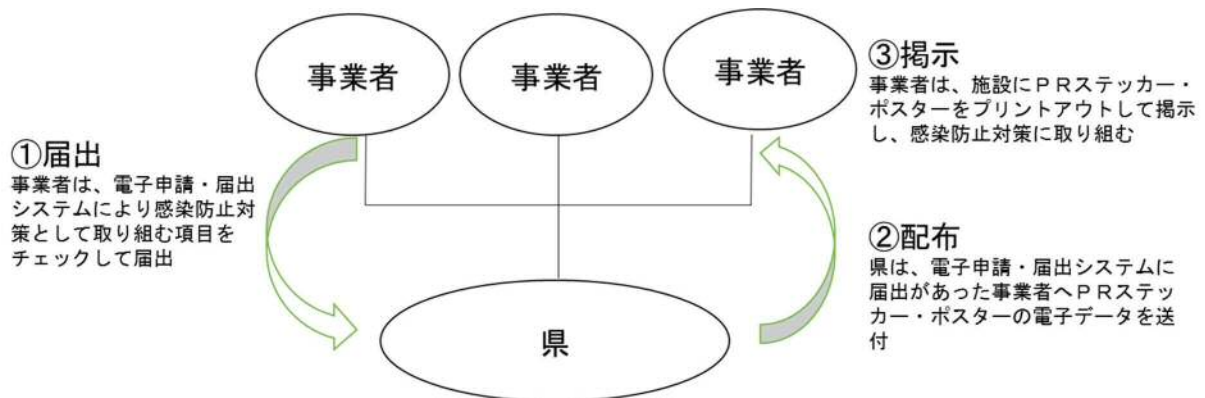 事業者
事業者
事業者
③掲示
事業者は、施設にＰＲステッカー・
ポスターをプリントアウトして掲示
し、感染防止対策に取り組む
①届出
事業者は、電子申請・届出
システムにより感染防止対
策として取り組む項目を
チェックして届出
②配布
県は、電子申請・届出システムに
届出があった事業者へＰＲステッ
カー・ポスターの電子データを送
付
県